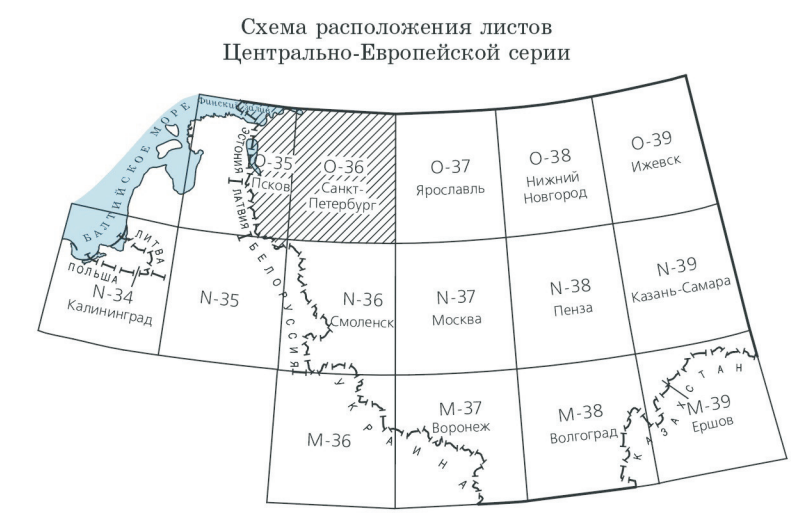 Схема расположения листов
Центрально-Европейской серии
Финский залив
БАЛТИЙСКОЕ МОРЕ
ЭСТОНИЯ
ЛАТВИЯ
ЛИТВА
ПОЛЬША
БЕЛОРУССИЯ
УКРАИНА
КАЗАХСТАН
O-35
Псков
O-36
Санкт-
Петербург
O-37
Ярославль
O-38
Нижний
Новгород
O-39
Ижевск
N-34
Калининград
N-35
N-36
Смоленск
N-37
Москва
N-38
Пенза
N-39
Казань-Самара
M-36
M-37
Воронеж
M-38
Волгоград
M-39
Ершов